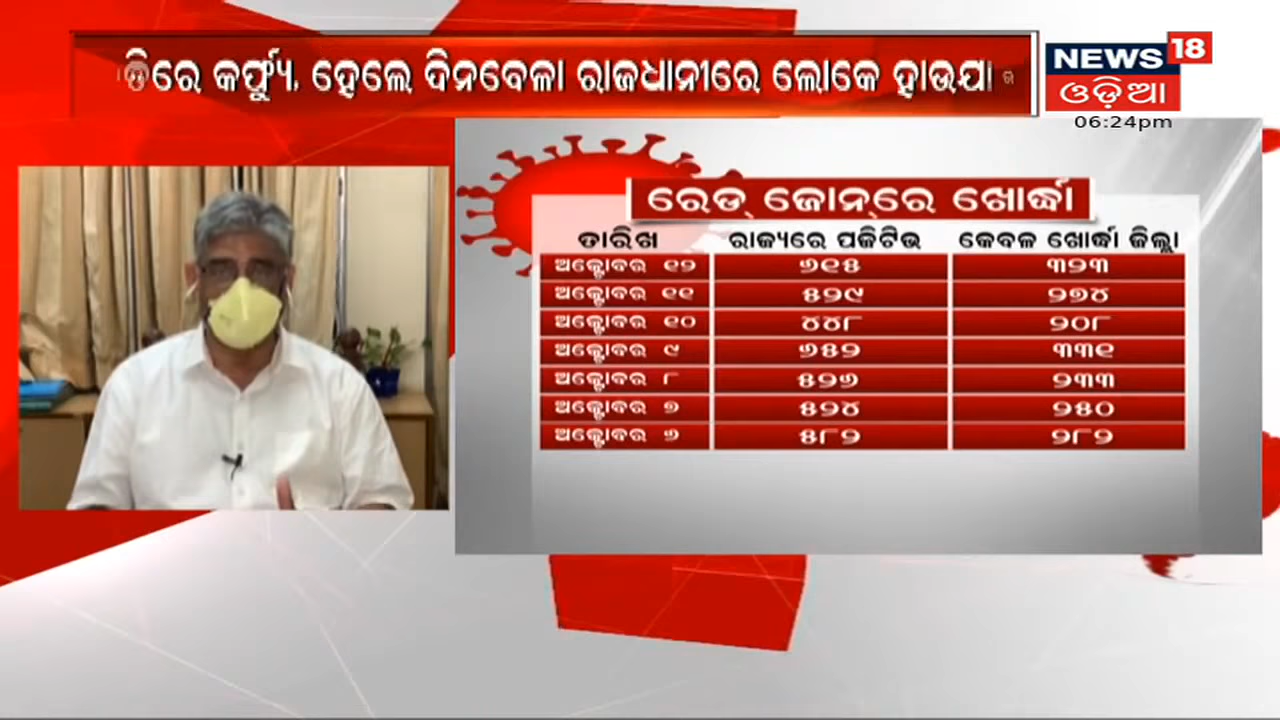 ତିରେ କର୍ଫ୍ୟୁ. ହେଲେ ଦିନବେଳା ରାଜଧାନୀରେ ଲୋକେ ହାଉଯା
NEWS 18
ଓଡ଼ିଆ
06:24pm
ରେଡ୍ ଜୋନ୍‌ରେ ଖୋର୍ଦ୍ଧା
ତାରିଖ ରାଜ୍ୟରେ ପଜିଟିଭ କେବଳ ଖୋର୍ଦ୍ଧା ଜିଲ୍ଲା
ଅକ୍ଟୋବର ୧୨ ୬୧୫ ୩୨୩
ଅକ୍ଟୋବର ୧୧ ୫୨୯ ୨୭୪
ଅକ୍ଟୋବର ୧୦ ୪୪୮ ୨୦୮
ଅକ୍ଟୋବର ୯ ୬୫୨ ୩୩୧
ଅକ୍ଟୋବର ୮ ୫୨୬ ୨୩୩
ଅକ୍ଟୋବର ୭ ୫୨୪ ୨୫୦
ଅକ୍ଟୋବର ୬ ୫୮୨ ୨୮୨